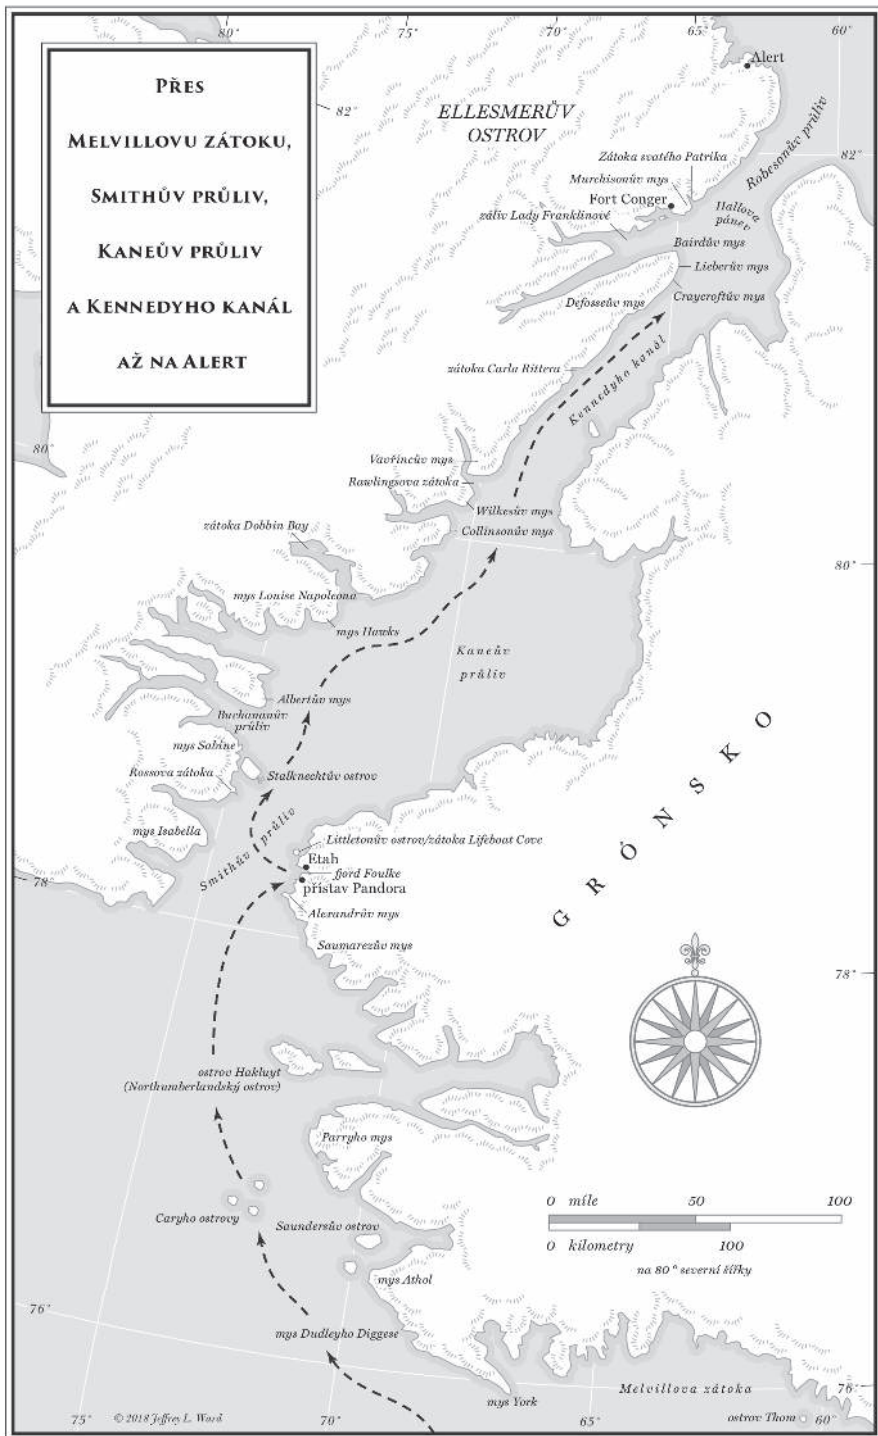 80°
75°
70°
65°
60°
PŘES
MELVILLOVU ZÁTOKU,
SMITHŮV PRŮLIV,
KANEŮV PRŮLIV
A KENNEDYHO KANÁL
AŽ NA ALERT
82°
ELLESMERŮV
OSTROV
Alert
Robesonův průliv
82°
Zátoka svatého Patrika
Murchisonův mys
Fort Conger
záliv Lady Franklinové
Hallova
pánev
Bairdův mys
Lieberův mys
Craycroftův mys
Defosseův mys
Kennedyho kanál
zátoka Carla Rittera
80°
Vavřincův mys
Rawlingsova zátoka
Wilkesův mys
Collinsonův mys
zátoka Dobbin Bay
80°
mys Louise Napoleona
mys Hawks
Kaneův
průliv
Albertův mys
Buchananův
průliv
mys Sabine
Rossova zátoka
Stalknechtův ostrov
GRÓNSKO
mys Isabella
Smithův průliv
Littletonův ostrov/zátoka Lifeboat Cove
Etah
fjord Foulke
přístav Pandora
78°
Alexandrův mys
Saumarezův mys
78°
ostrov Hakluyt
(Northumberlandský ostrov)
Parryho mys
0 míle 50 100
Caryho ostrovy
Saundersův ostrov
0 kilometry 100
na 80° severní šířky
mys Athol
76°
mys Dudleyho Diggese
Melvillova zátoka
76°
mys York
75°
© 2018 Jeffrey L. Ward
70°
65°
ostrov Thom
60°